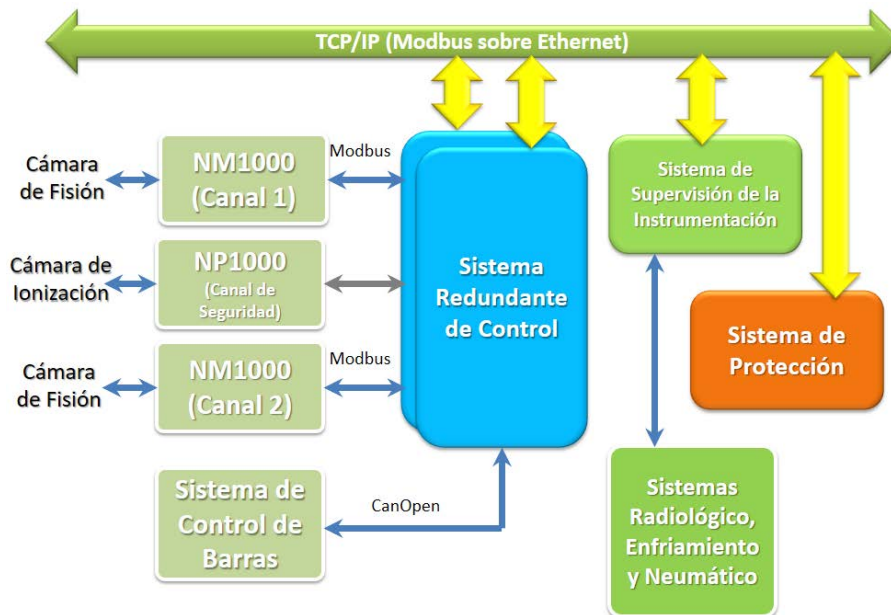 TCP/IP (Modbus sobre Ethernet)
Cámara
de Fisión
NM1000
(Canal 1)
Modbus
Cámara de
Ionización
NP1000
(Canal de
Seguridad)
Cámara
de Fisión
NM1000
(Canal 2)
Modbus
Sistema de
Control de
Barras
CanOpen
Sistema
Redundante
de Control
Sistema de
Supervisión de la
Instrumentación
Sistema de
Protección
Sistemas
Radiológico,
Enfriamiento
y Neumático